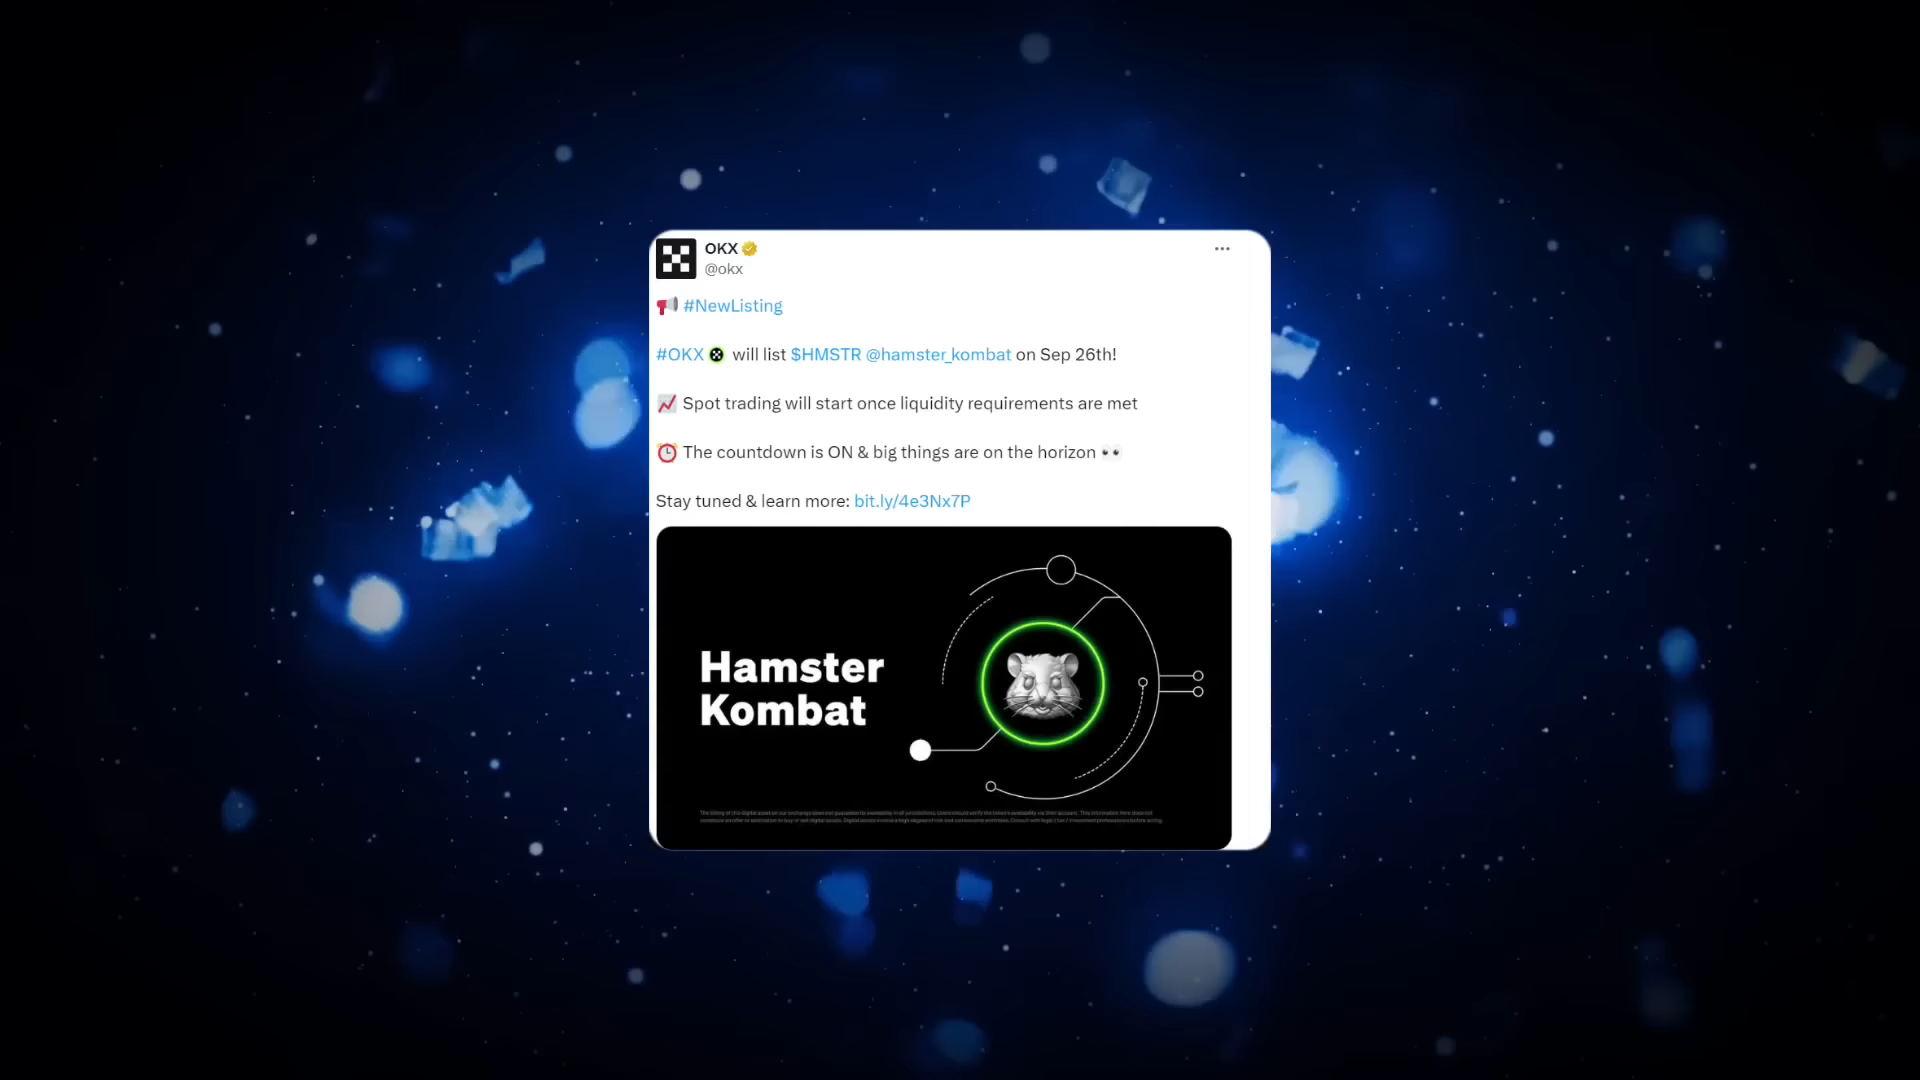 OKX
@okx
📢 #NewListing
#OKX will list $HMSTR @hamster_kombat on Sep 26th!
📈 Spot trading will start once liquidity requirements are met
⏰ The countdown is ON & big things are on the horizon 👀
Stay tuned & learn more: bit.ly/4e3Nx7P
Hamster
Kombat